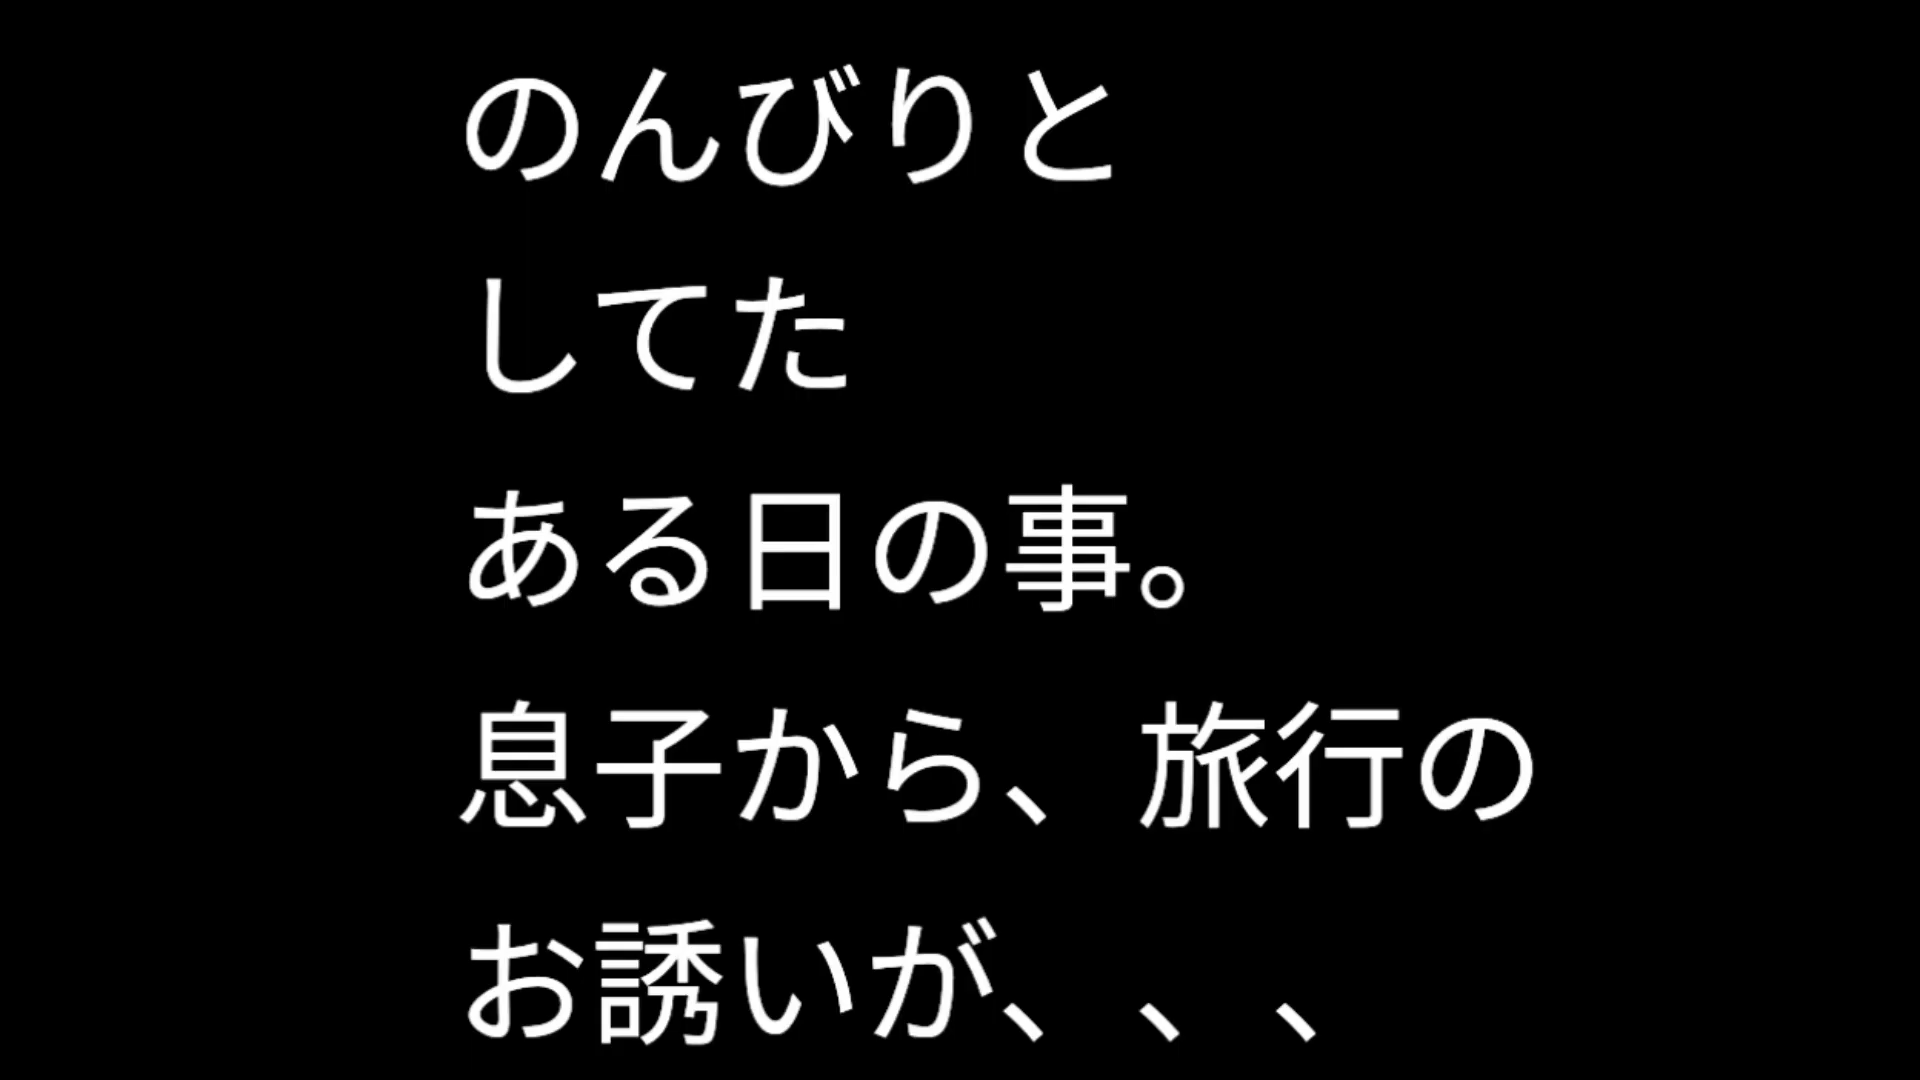 のんびりと
してた
ある日の事。
息子から、旅行の
お誘いが、、、